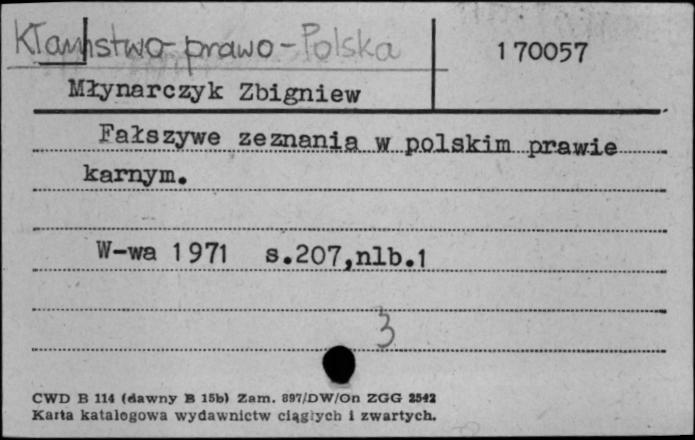 Kłamstwo-prawo-Polska
170057
Młynarczyk Zbigniew
Fałszywe zeznania w polskim prawie
karnym.
W-wa 1971 s.207,nlb.1
3
CWD B 114 (dawny B 15b) Zam. 897/DW/On ZGG 2542
Karta katalogowa wydawnictw ciągłych i zwartych.